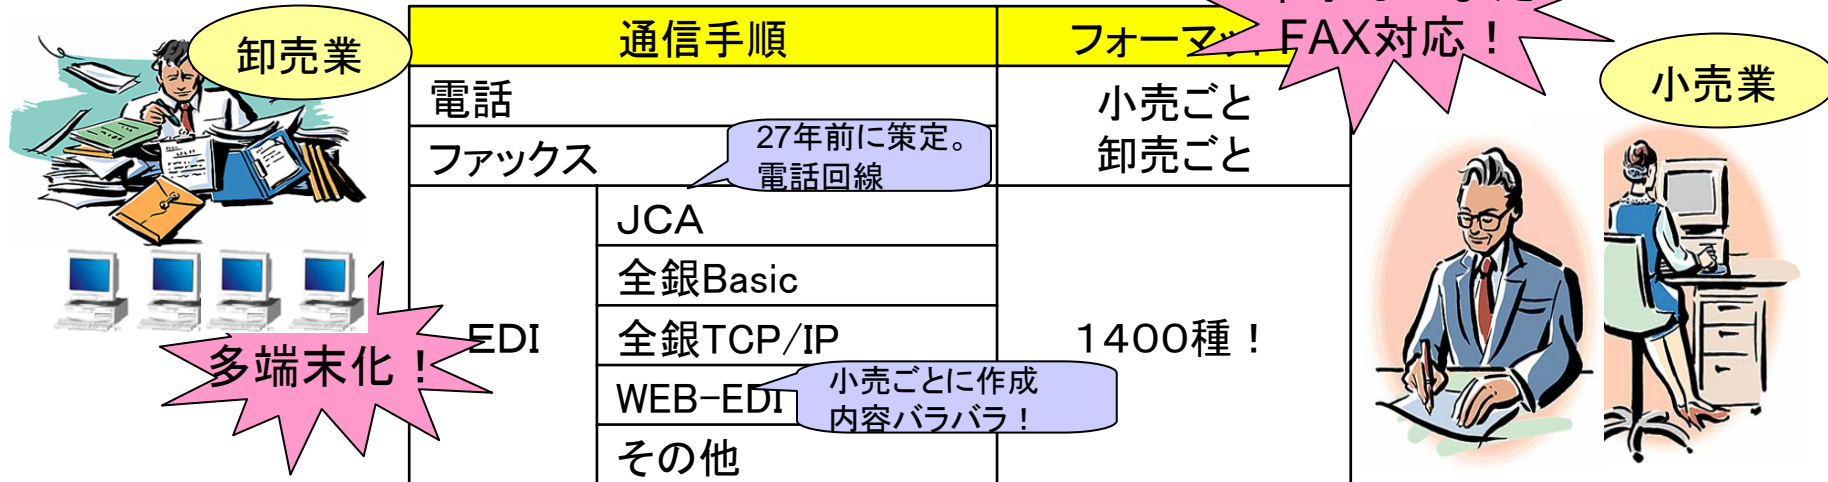 卸売業
通信手順
フォーマット
FAX対応！
小売業
電話
小売ごと
卸売ごと
ファックス
27年前に策定。
電話回線
JCA
全銀Basic
EDI
全銀TCP/IP
1400種！
多端末化！
WEB-EDI
小売ごとに作成
内容バラバラ！
その他